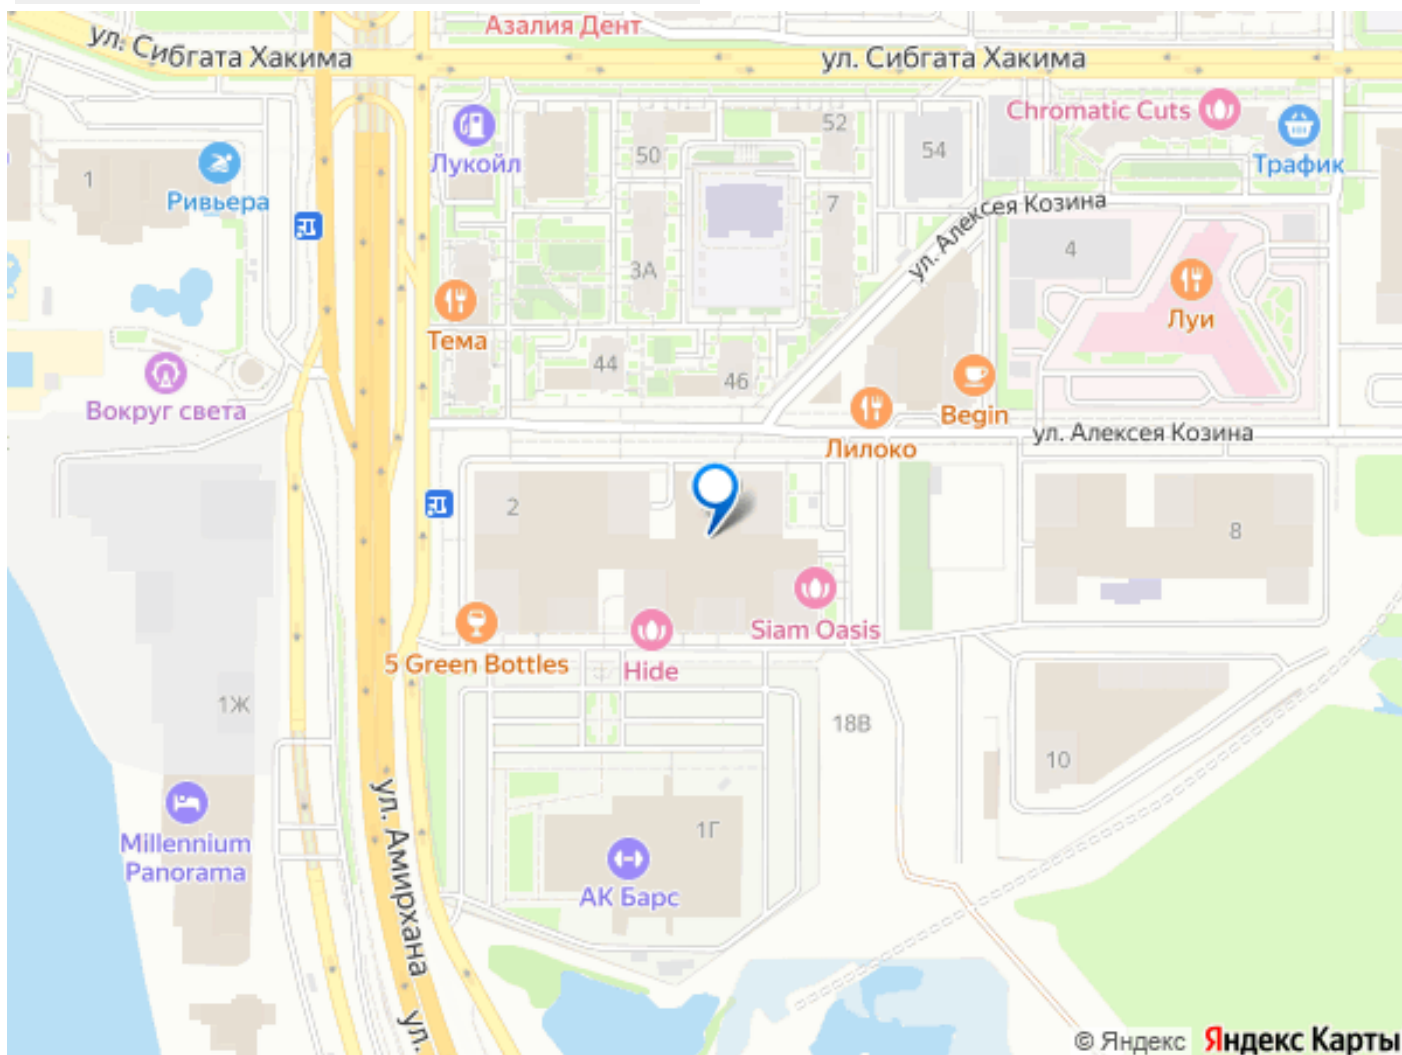 Азалия Дент
ул. Сибгата Хакима
ул. Сибгата Хакима
Chromatic Cuts
Лукойл
52
50
54
Трафик
1
Ривьера
7
ул. Алексея Козина
4
3А
Тема
Луи
44
46
Вокруг света
Begin
Лилоко
ул. Алексея Козина
2
8
Siam Oasis
5 Green Bottles
Hide
1Ж
18В
10
ул. Амирхана
1Г
Millennium
Panorama
АК Барс
ул.
© Яндекс Яндекс Карты